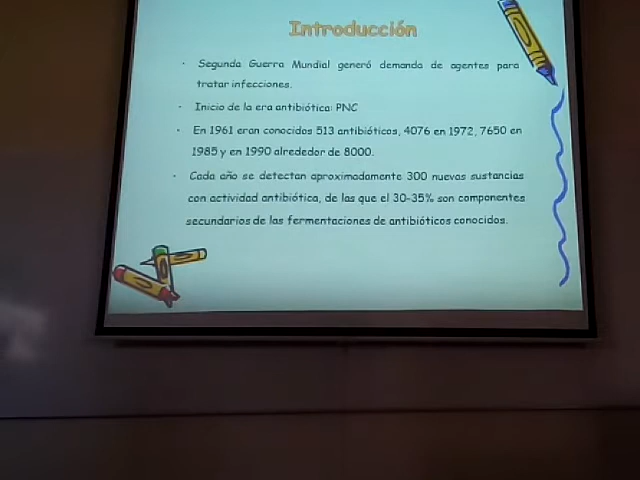 Introducción
· Segunda Guerra Mundial generó demanda de agentes para
tratar infecciones.
· Inicio de la era antibiótica: PNC
· En 1961 eran conocidos 513 antibióticos, 4076 en 1972, 7650 en
1985 y en 1990 alrededor de 8000.
· Cada año se detectan aproximadamente 300 nuevas sustancias
con actividad antibiótica, de las que el 30-35% son componentes
secundarios de las fermentaciones de antibióticos conocidos.